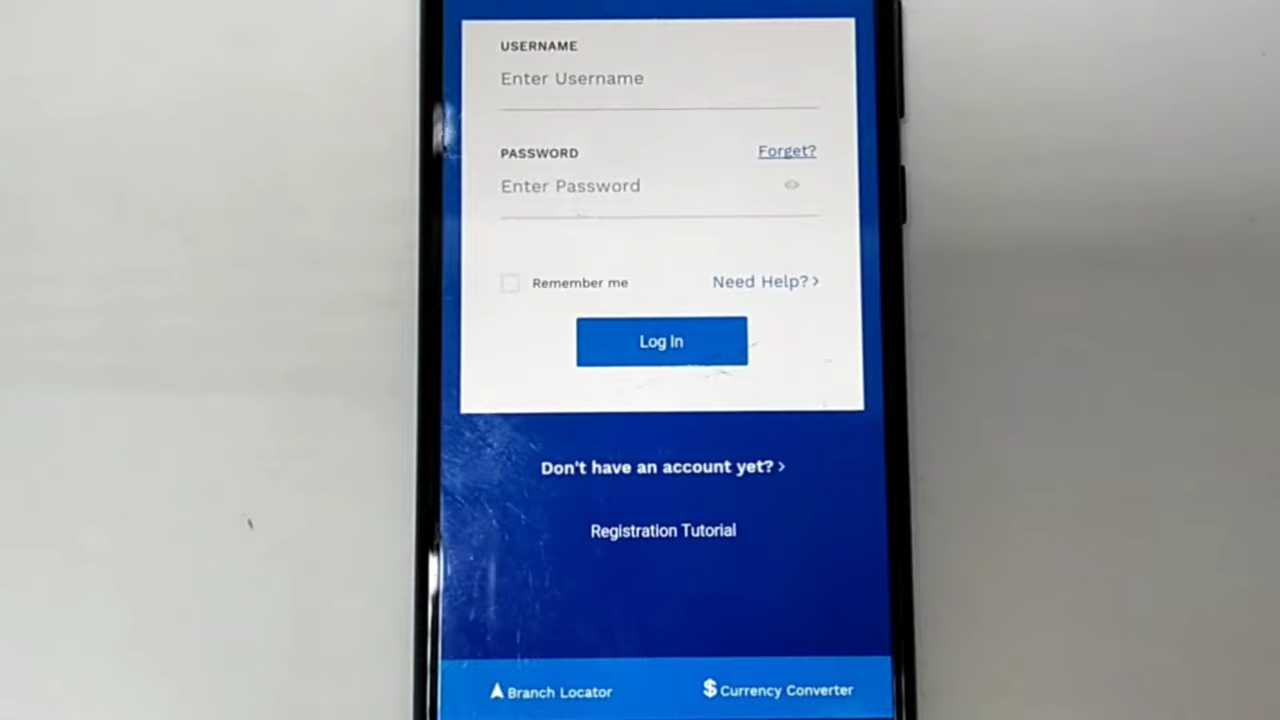 USERNAME
Enter Username
PASSWORD Forget?
Enter Password
Remember me Need Help? >
Log In
Don't have an account yet? >
Registration Tutorial
Branch Locator $ Currency Converter